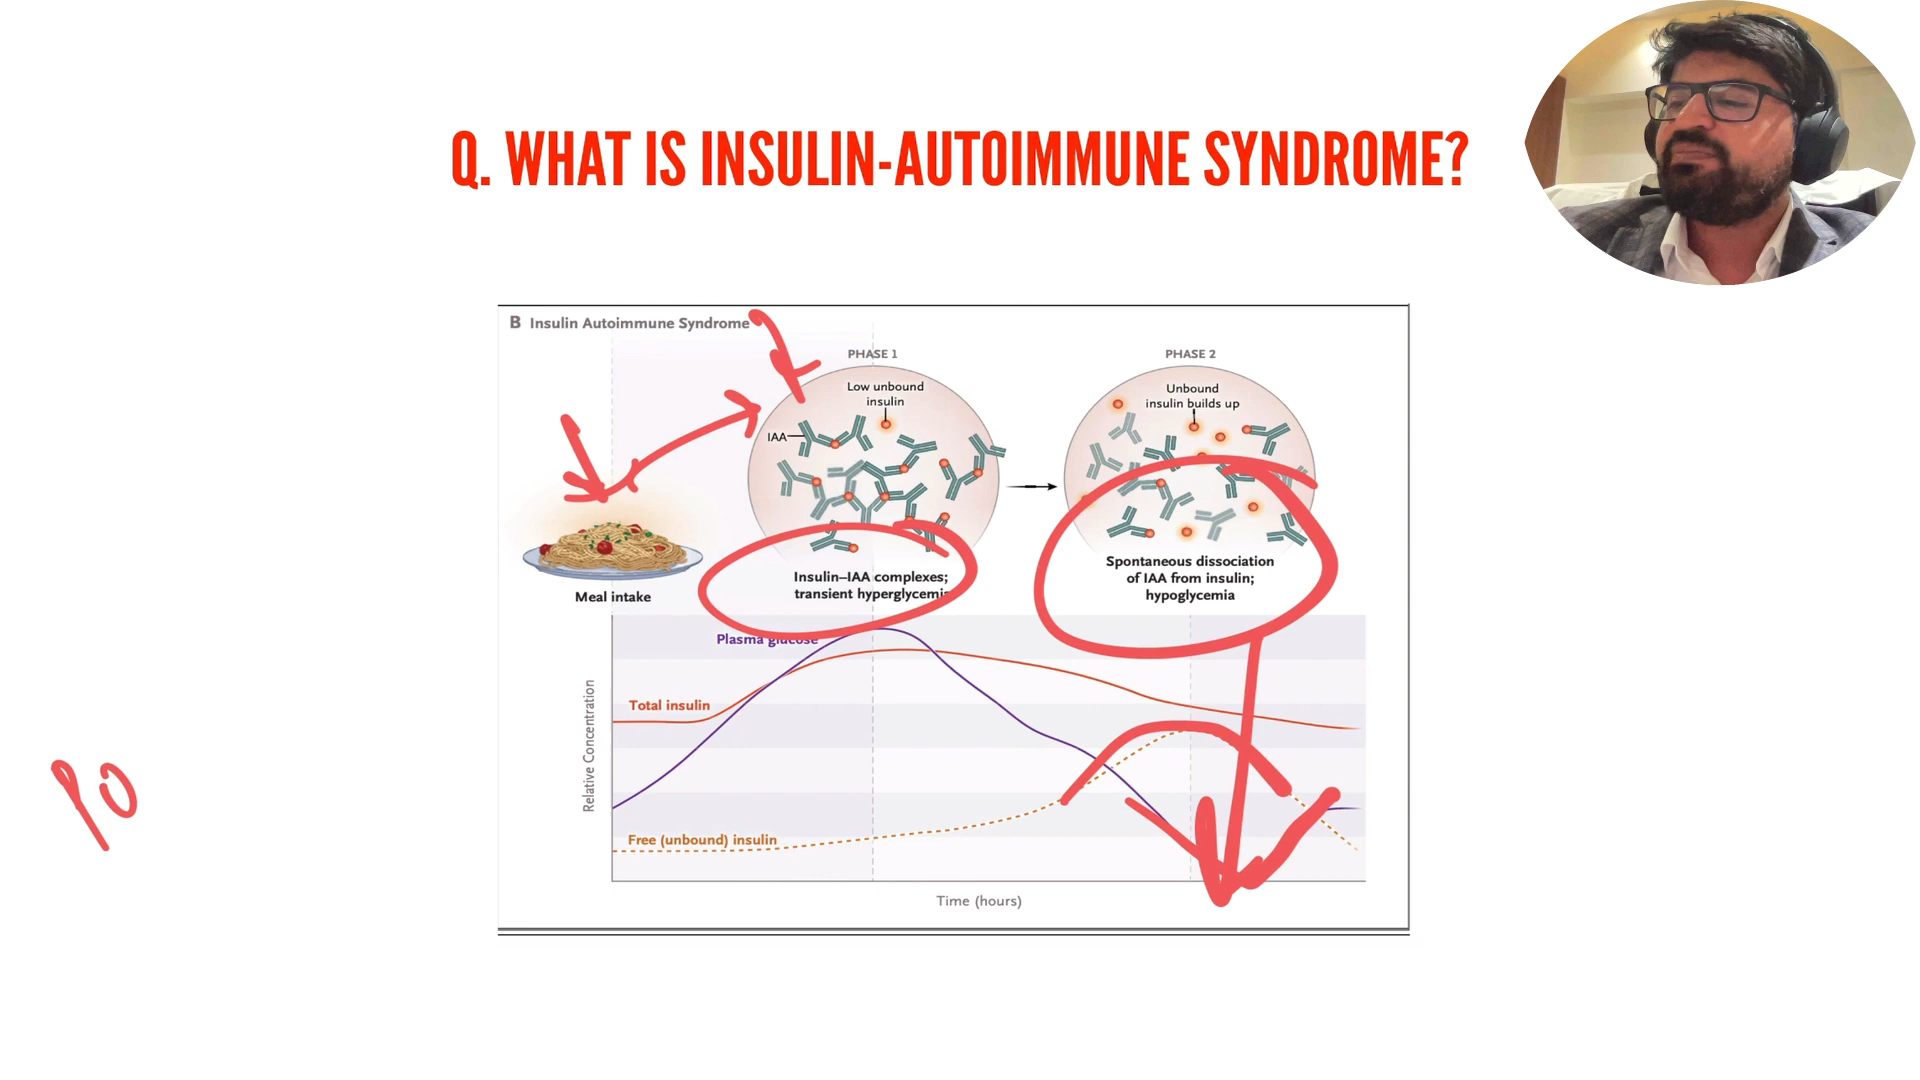 Q. WHAT IS INSULIN-AUTOIMMUNE SYNDROME?
B Insulin Autoimmune Syndrome
PHASE 1
PHASE 2
Low unbound
insulin
IAA
Unbound
insulin builds up
Meal intake
Insulin–IAA complexes;
transient hyperglycemia
Spontaneous dissociation
of IAA from insulin;
hypoglycemia
Plasma glucose
Total insulin
Free (unbound) insulin
Relative Concentration
Time (hours)